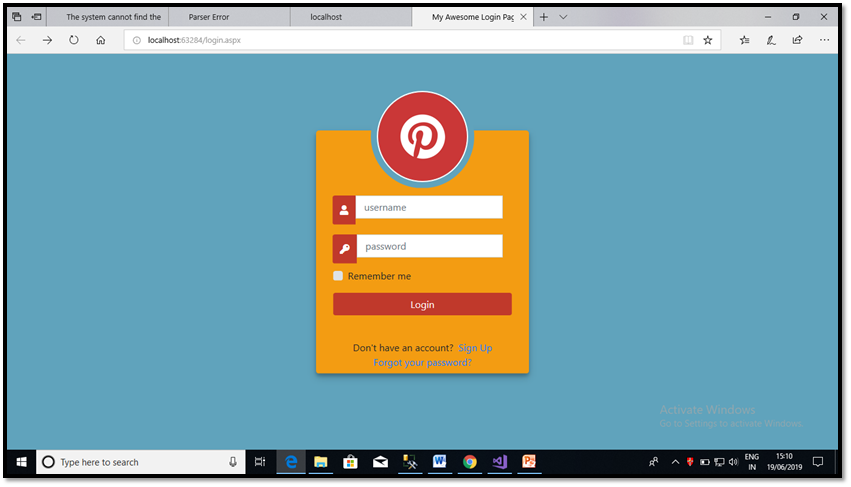 The system cannot find the
Parser Error
localhost
My Awesome Login Pag
localhost:63284/login.aspx
username
password
Remember me
Login
Don't have an account? Sign Up
Forgot your password?
Activate Windows
Go to Settings to activate Windows.
Type here to search
ENG
IN
15:10
19/06/2019